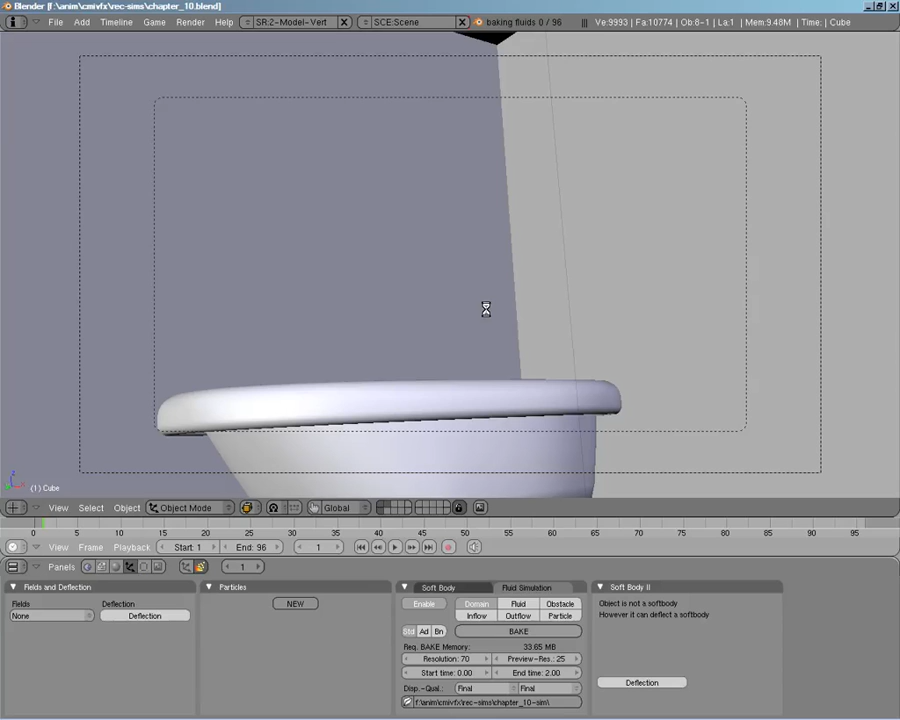 Blender [f:\anim\cmivfx\rec-sims\chapter_10.blend]
File Add Timeline Game Render Help SR:2-Model-Vert SCE:Scene baking fluids 0 / 96 Ve:9993 | Fa:10774 | Ob:8-1 | La:1 | Mem:9.48M | Time: | Cube
z
x
(1) Cube
View Select Object Object Mode Global
0 5 10 15 20 25 30 35 40 45 50 55 60 65 70 75 80 85 90 95
View Frame Playback Start: 1 End: 96 1
Panels 1
Fields and Deflection Particles Soft Body Fluid Simulation Soft Body II
Fields Deflection NEW Enable Domain Fluid Obstacle Object is not a softbody
None Deflection Inflow Outflow Particle However it can deflect a softbody
Std Ad Bn BAKE
Req. BAKE Memory: 33.65 MB
Resolution: 70 Preview-Res.: 25
Start time: 0.00 End time: 2.00
Disp.-Qual.: Final Final Deflection
f:\anim\cmivfx\rec-sims\chapter_10-sim\